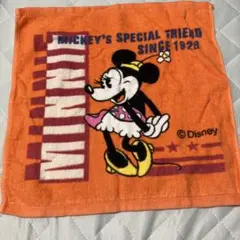 MICKEY'S SPECIAL FRIEND
SINCE 1928
MINNIE
©Disney